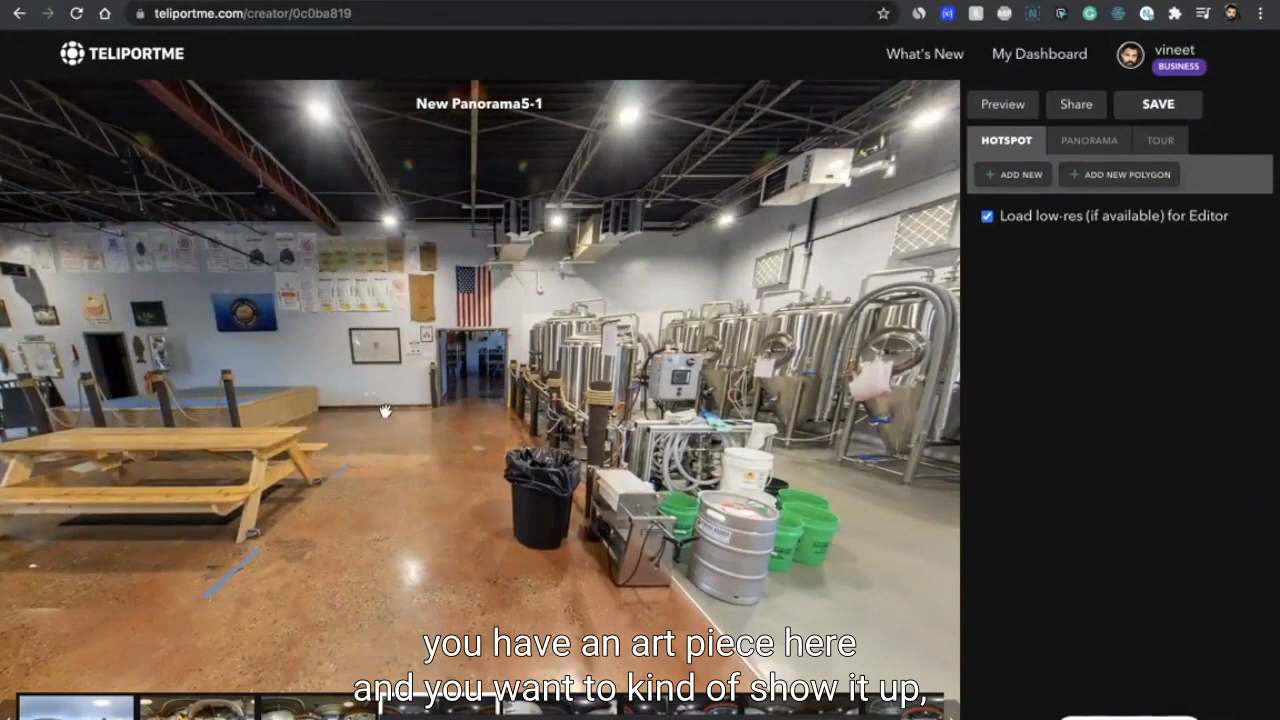 teliportme.com/creator/0c0ba819
TELIPORTME
What's New
My Dashboard
vineet
BUSINESS
New Panorama5-1
Preview
Share
SAVE
HOTSPOT
PANORAMA
TOUR
+ ADD NEW
+ ADD NEW POLYGON
Load low-res (if available) for Editor
you have an art piece here
and you want to kind of show it up,